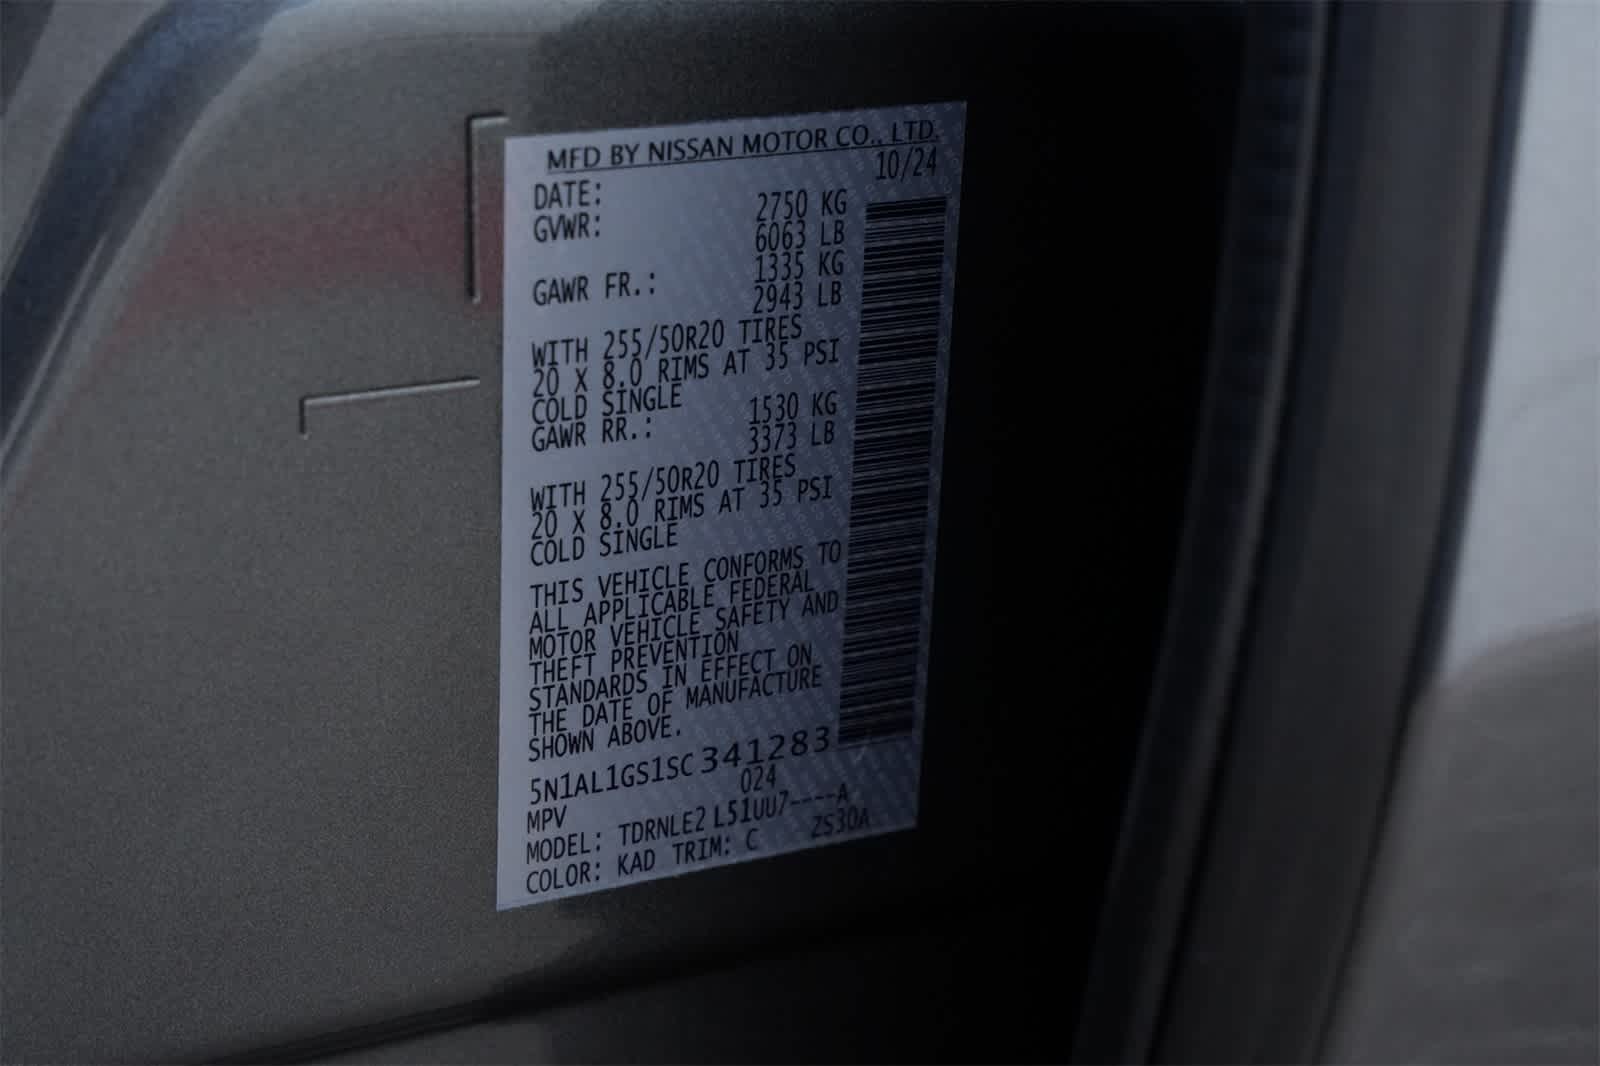 MFD BY NISSAN MOTOR CO., LTD.
DATE: 10/24
GVWR: 2750 KG
6063 LB
GAWR FR.: 1335 KG
2943 LB
WITH 255/50R20 TIRES
20 X 8.0 RIMS AT 35 PSI
COLD SINGLE
GAWR RR.: 1530 KG
3373 LB
WITH 255/50R20 TIRES
20 X 8.0 RIMS AT 35 PSI
COLD SINGLE
THIS VEHICLE CONFORMS TO
ALL APPLICABLE FEDERAL
MOTOR VEHICLE SAFETY AND
THEFT PREVENTION
STANDARDS IN EFFECT ON
THE DATE OF MANUFACTURE
SHOWN ABOVE.
5N1AL1GS1SC341283
MPV 024
MODEL: TDRNLE2 L51UU7----A
COLOR: KAD TRIM: C ZS30A